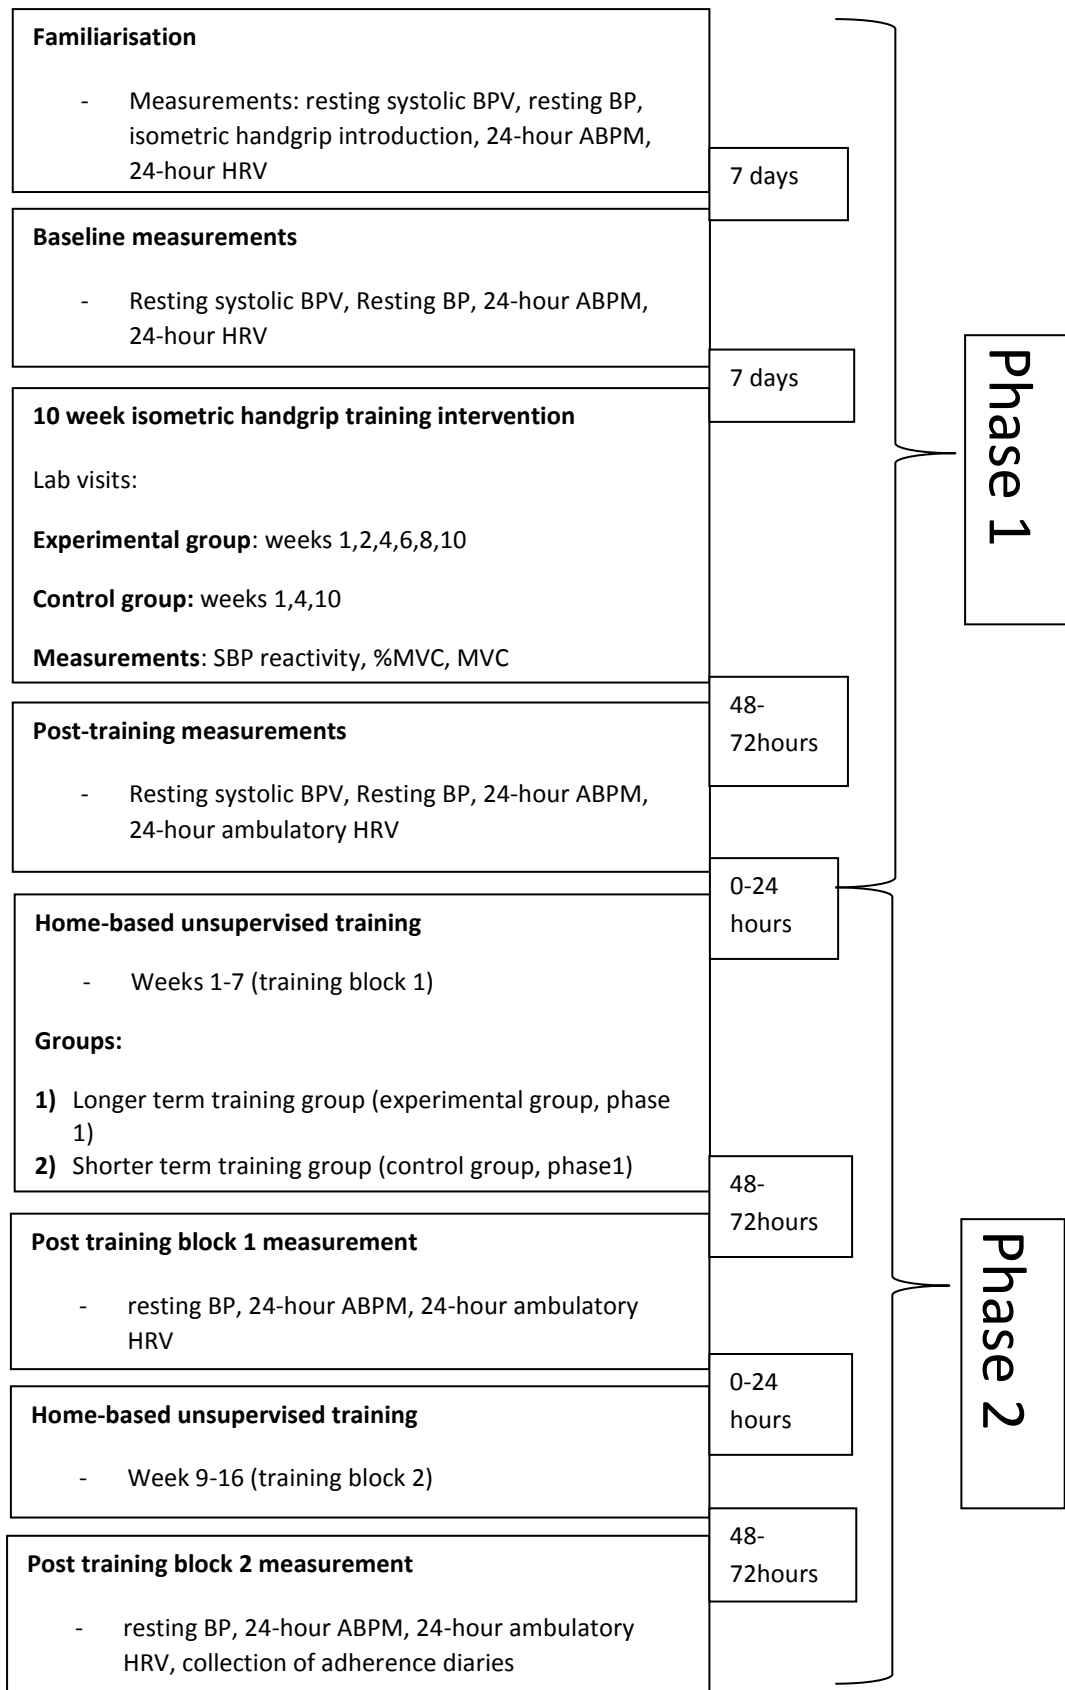 Familiarisation
- Measurements: resting systolic BPV, resting BP,
isometric handgrip introduction, 24-hour ABPM,
24-hour HRV
7 days
Baseline measurements
- Resting systolic BPV, Resting BP, 24-hour ABPM,
24-hour HRV
7 days
10 week isometric handgrip training intervention
Lab visits:
Experimental group: weeks 1,2,4,6,8,10
Control group: weeks 1,4,10
Measurements: SBP reactivity, %MVC, MVC
48-
72hours
Post-training measurements
- Resting systolic BPV, Resting BP, 24-hour ABPM,
24-hour ambulatory HRV
0-24
hours
Phase 1
Home-based unsupervised training
- Weeks 1-7 (training block 1)
Groups:
1) Longer term training group (experimental group, phase
1)
2) Shorter term training group (control group, phase1)
48-
72hours
Post training block 1 measurement
- resting BP, 24-hour ABPM, 24-hour ambulatory
HRV
0-24
hours
Home-based unsupervised training
- Week 9-16 (training block 2)
48-
72hours
Post training block 2 measurement
- resting BP, 24-hour ABPM, 24-hour ambulatory
HRV, collection of adherence diaries
Phase 2